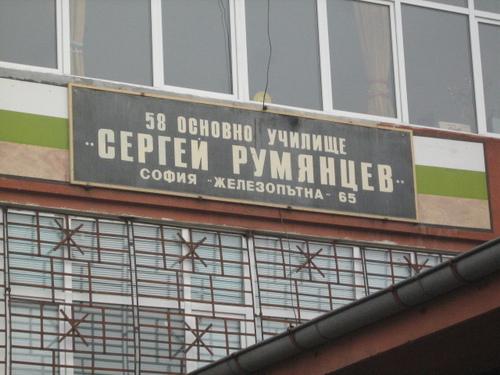 58 ОСНОВНО УЧИЛИЩЕ
"СЕРГЕЙ РУМЯНЦЕВ"
СОФИЯ "ЖЕЛЕЗОПЪТНА" 65